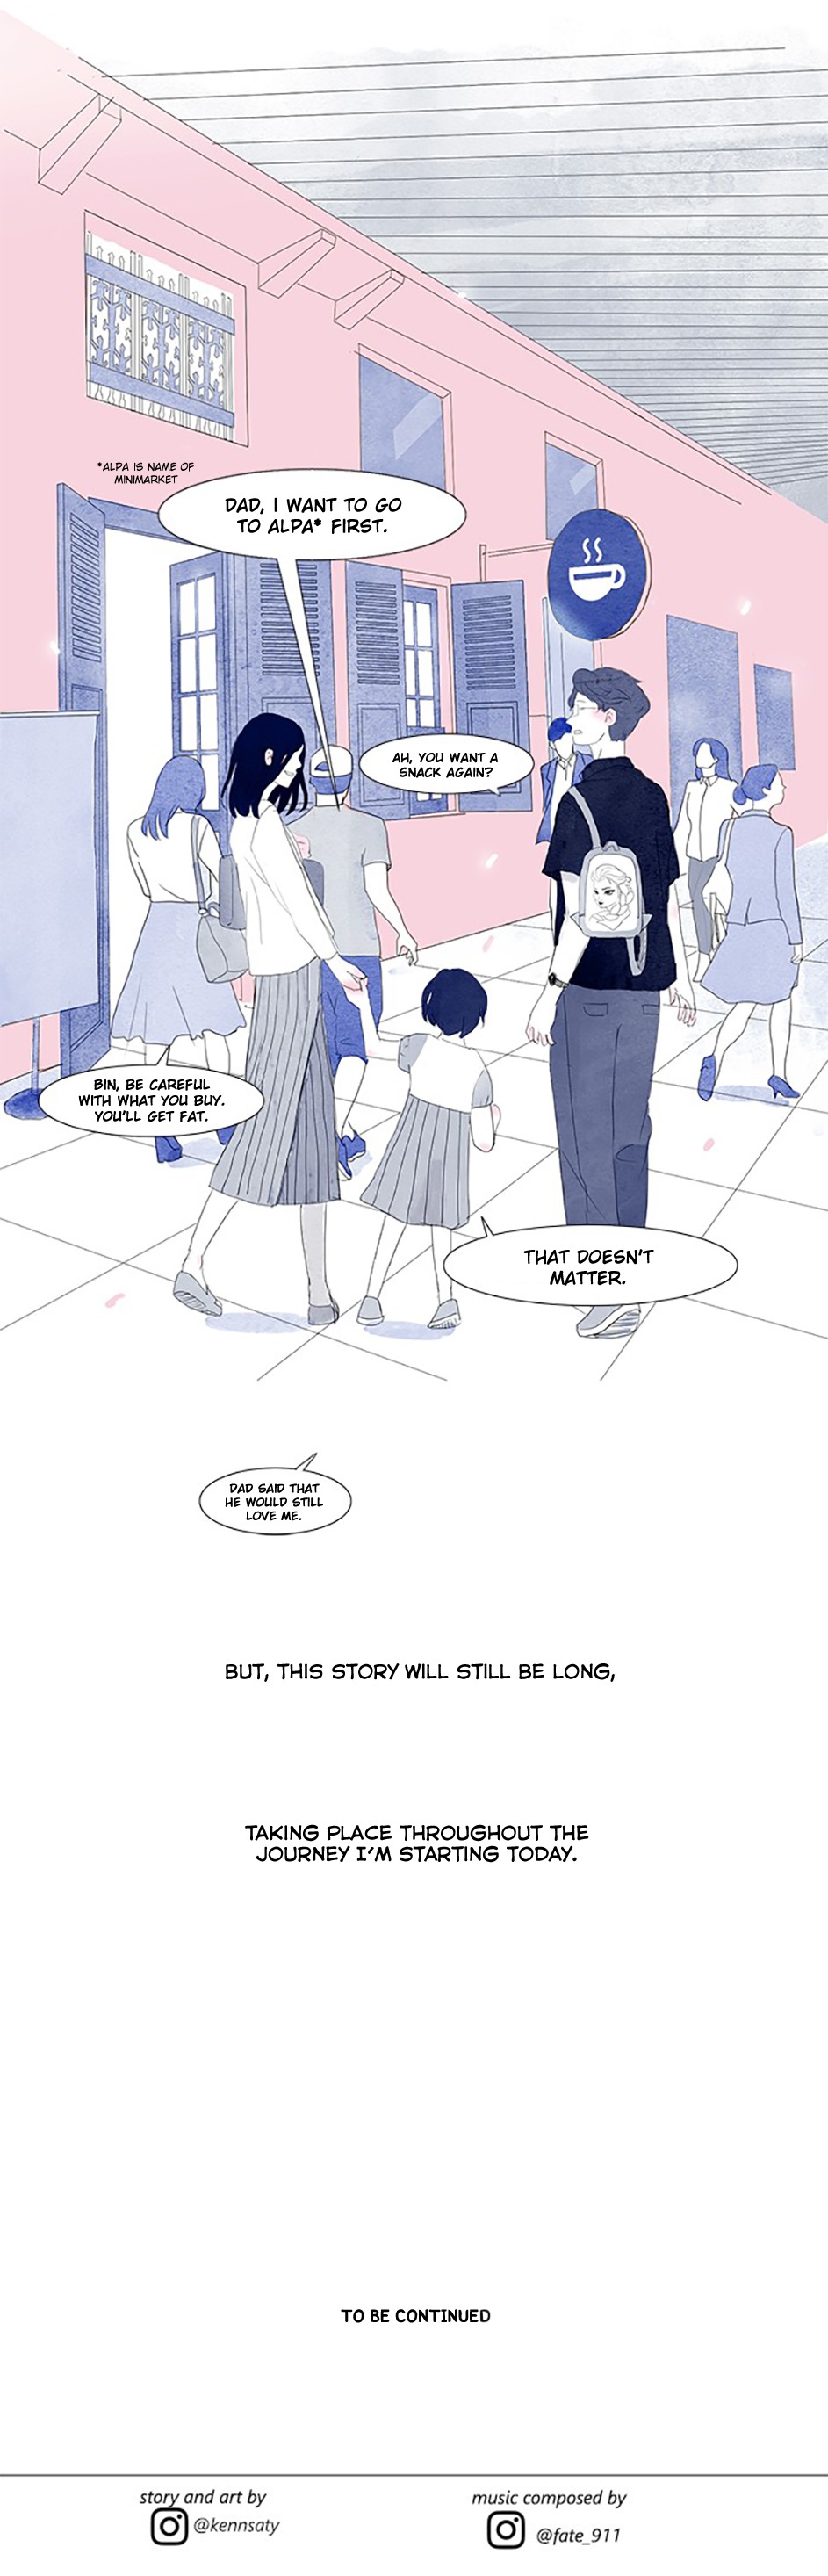 *ALPA IS NAME OF
MINIMARKET
DAD, I WANT TO GO
TO ALPA* FIRST.
AH, YOU WANT A
SNACK AGAIN?
BIN, BE CAREFUL
WITH WHAT YOU BUY.
YOU'LL GET FAT.
THAT DOESN'T
MATTER.
DAD SAID THAT
HE WOULD STILL
LOVE ME.
BUT, THIS STORY WILL STILL BE LONG,
TAKING PLACE THROUGHOUT THE
JOURNEY I'M STARTING TODAY.
TO BE CONTINUED
story and art by
@kennsaty
music composed by
@fate_911